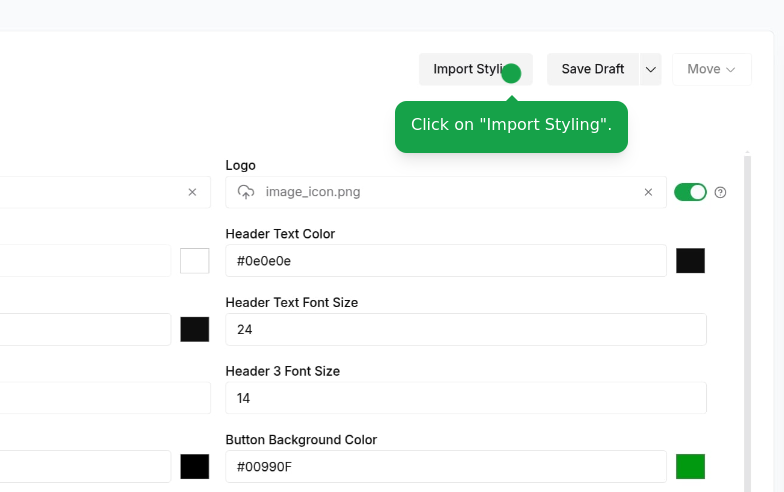 Import Styli
Save Draft
Move
Click on "Import Styling".
Logo
image_icon.png
Header Text Color
#0e0e0e
Header Text Font Size
24
Header 3 Font Size
14
Button Background Color
#00990F